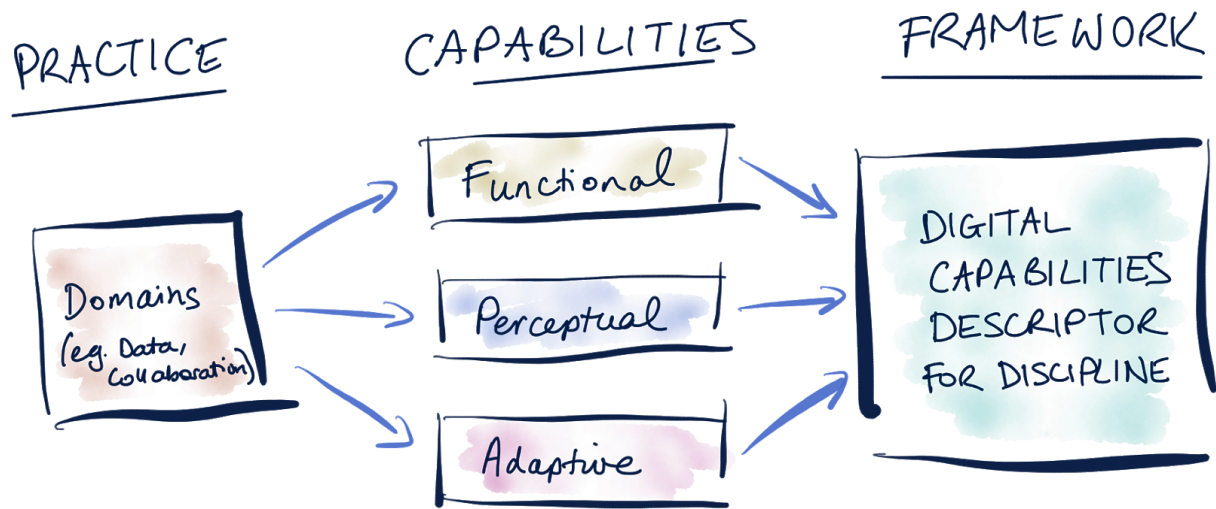 PRACTICE
CAPABILITIES
FRAMEWORK
Domains
(eg. Data,
Collaboration)
Functional
Perceptual
Adaptive
DIGITAL
CAPABILITIES
DESCRIPTOR
FOR DISCIPLINE